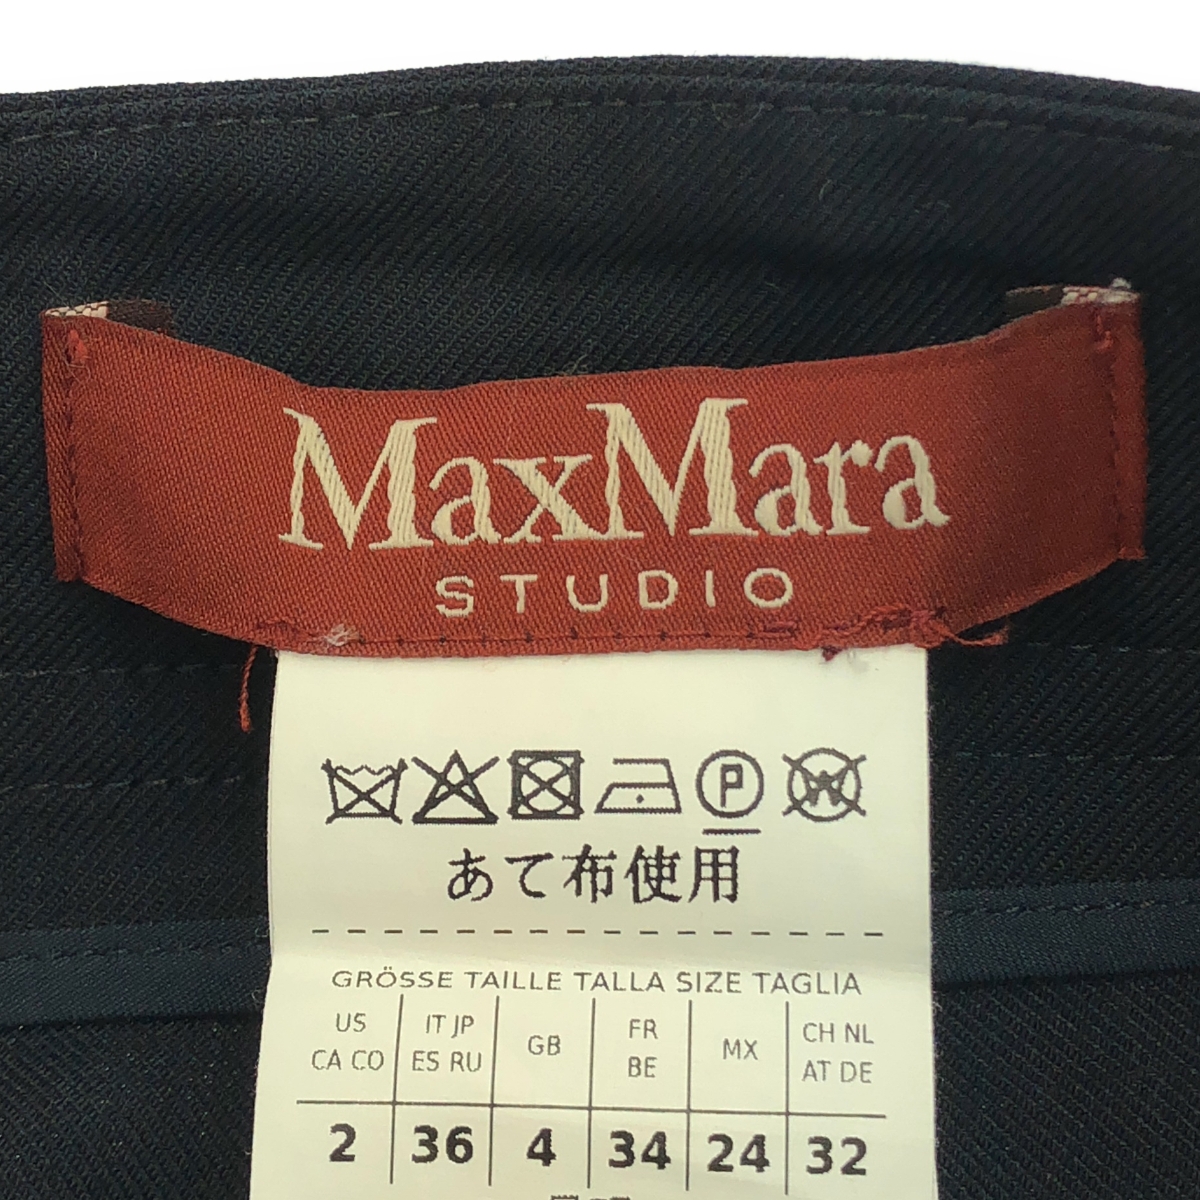 MaxMara
STUDIO
P W
あて布使用
GRÖSSE TAILLE TALLA SIZE TAGLIA
US IT JP GB FR MX CH NL
CA CO ES RU BE AT DE
2 36 4 34 24 32